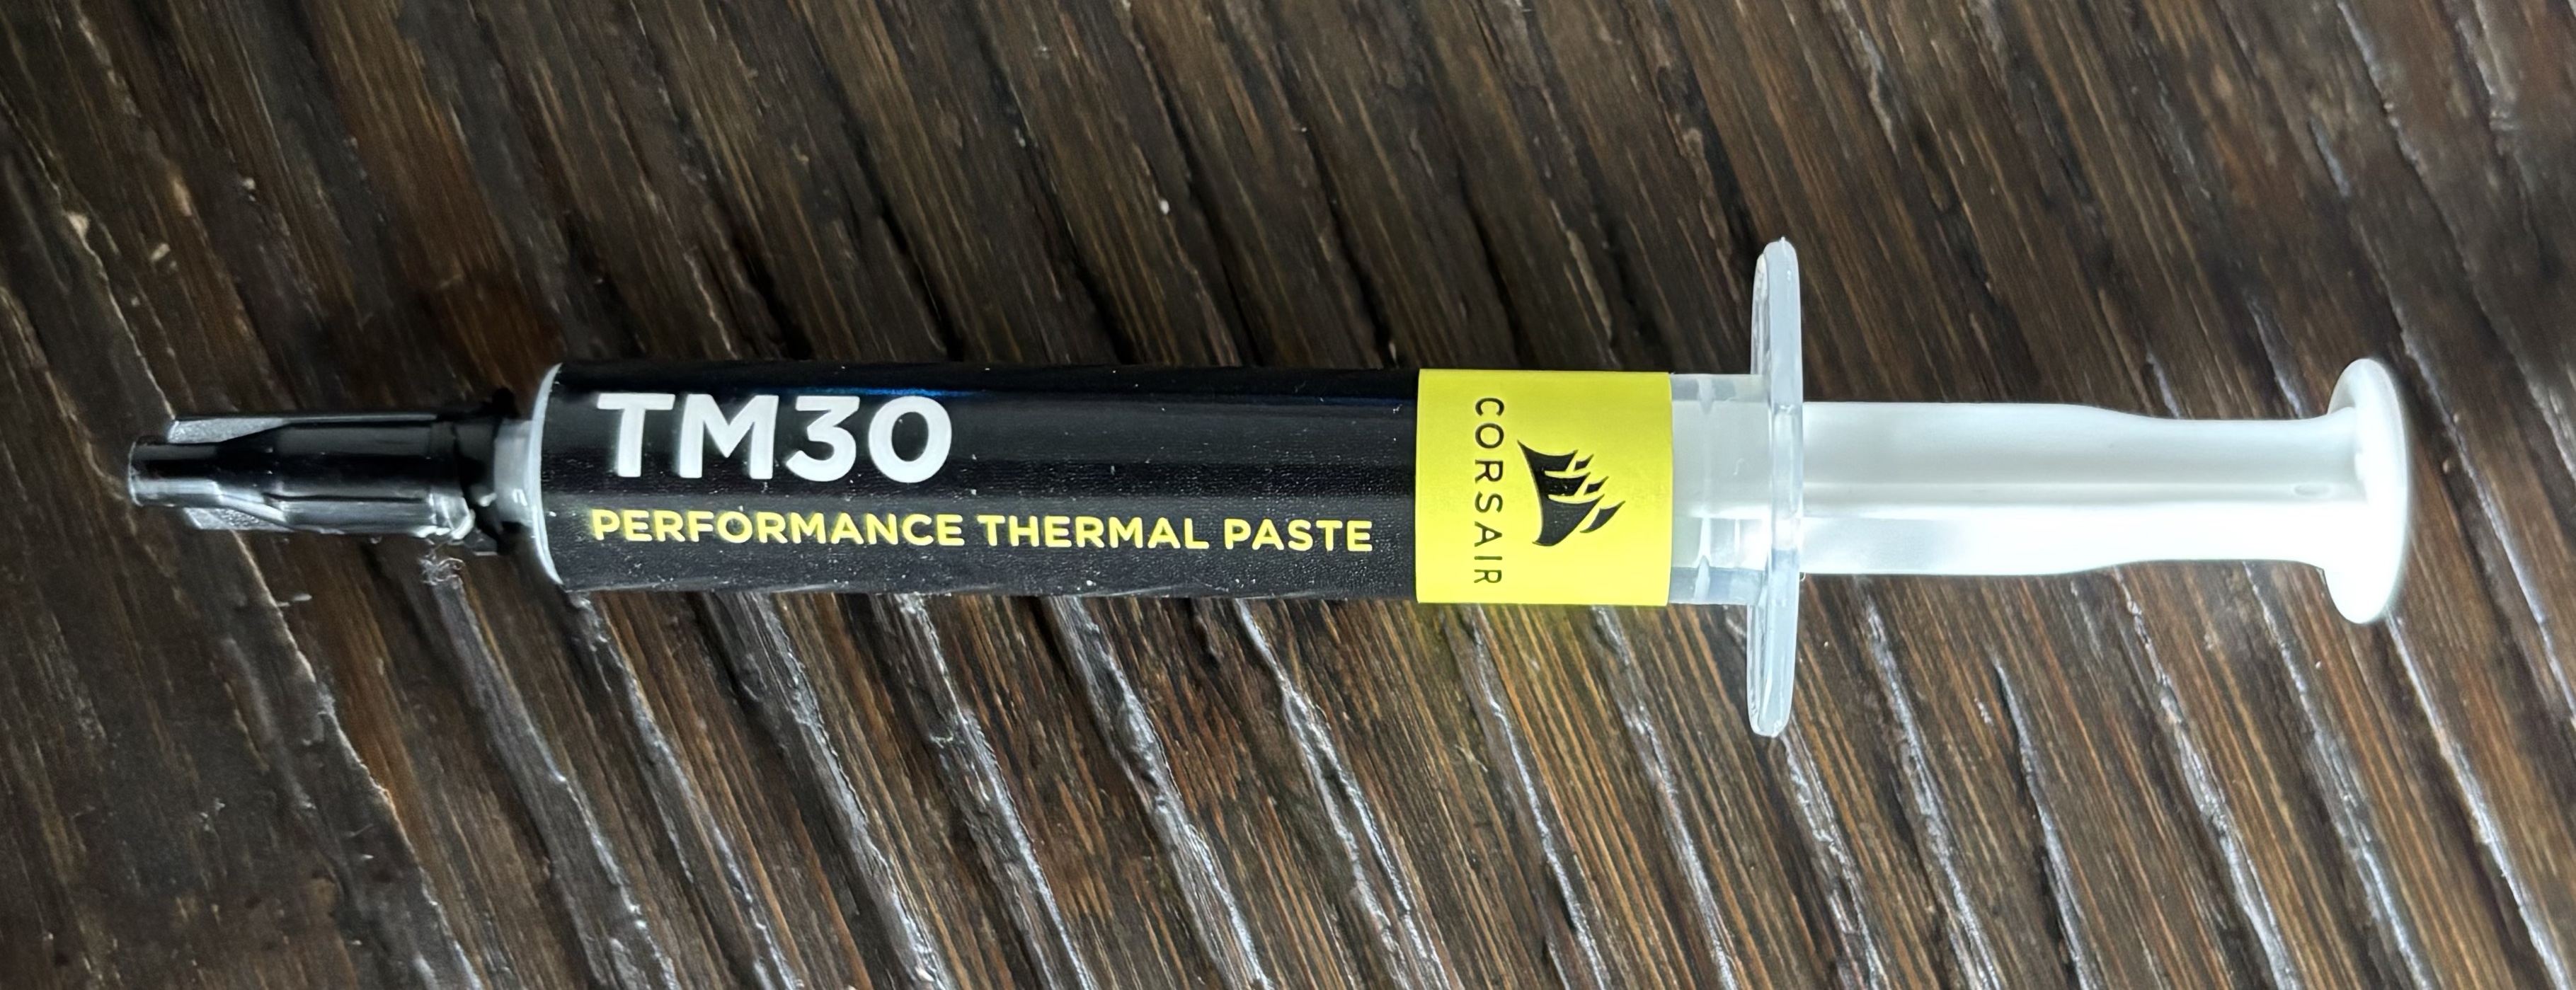 TM30
PERFORMANCE THERMAL PASTE
CORSAIR